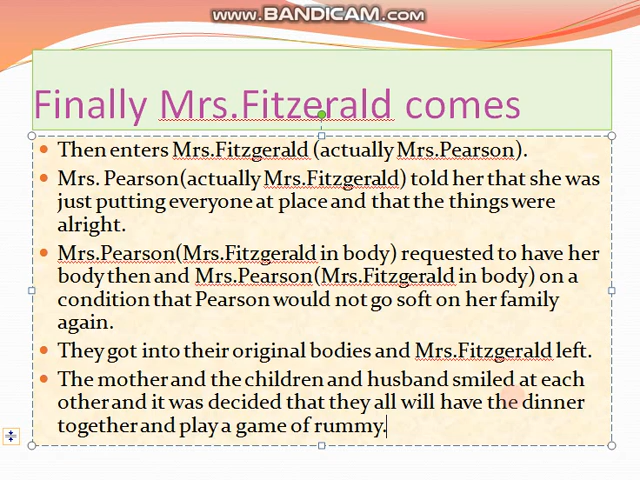 www.BANDICAM.com
Finally Mrs.Fitzerald comes
Then enters Mrs.Fitzgerald (actually Mrs.Pearson).
Mrs. Pearson(actually Mrs.Fitzgerald) told her that she was
just putting everyone at place and that the things were
alright.
Mrs.Pearson(Mrs.Fitzgerald in body) requested to have her
body then and Mrs.Pearson(Mrs.Fitzgerald in body) on a
condition that Pearson would not go soft on her family
again.
They got into their original bodies and Mrs.Fitzgerald left.
The mother and the children and husband smiled at each
other and it was decided that they all will have the dinner
together and play a game of rummy.